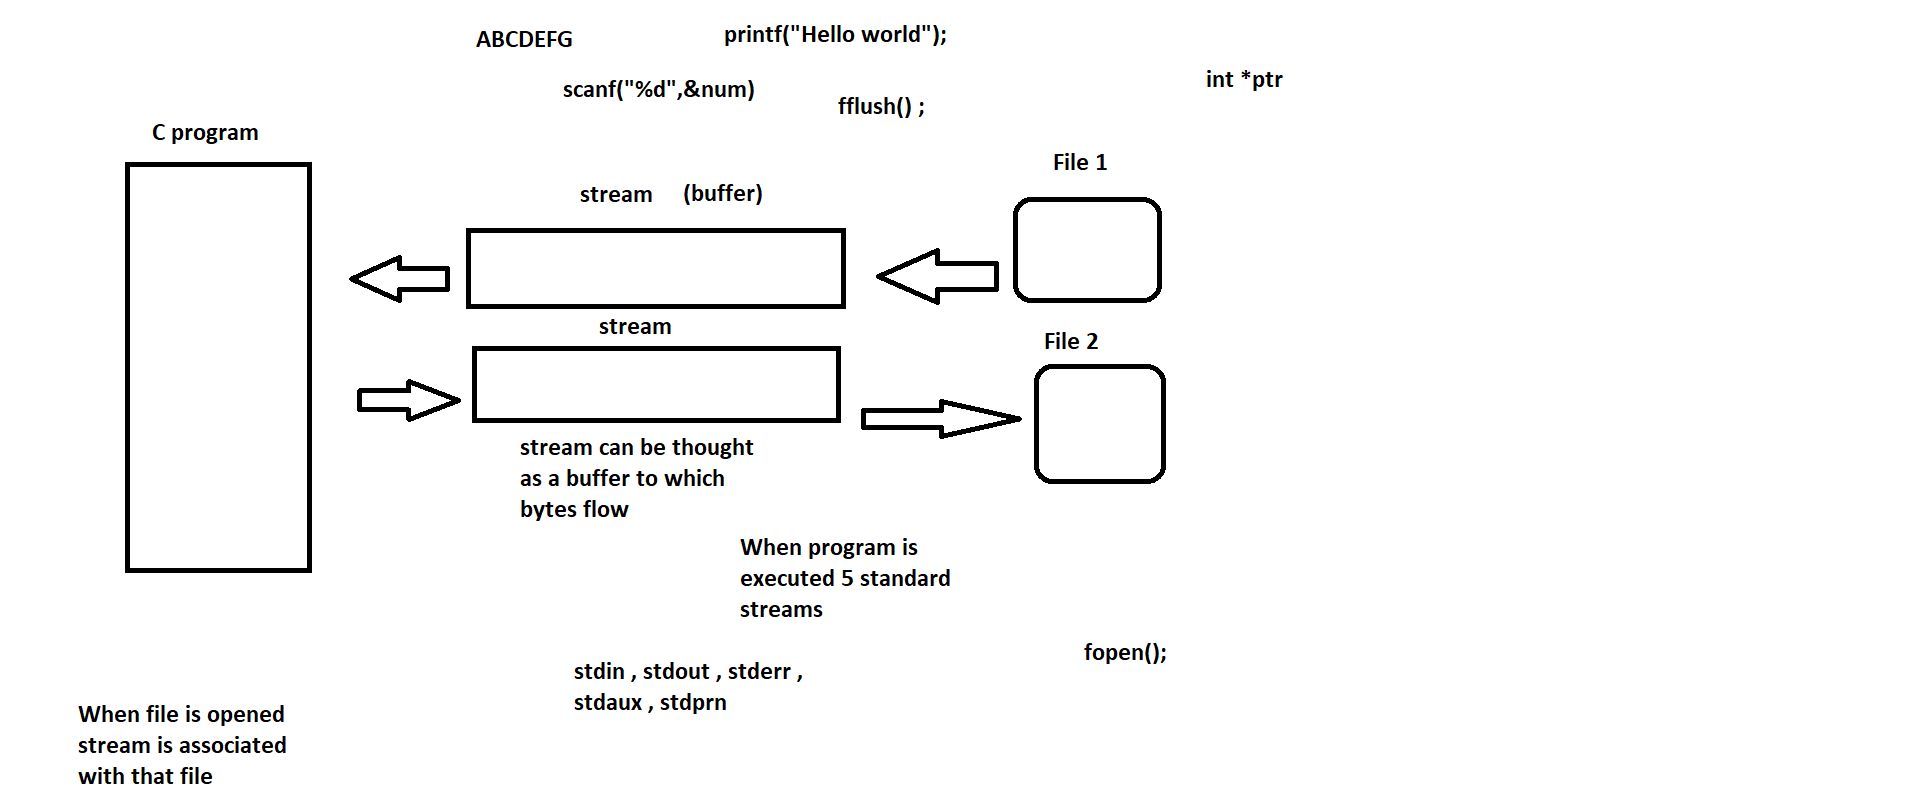 ABCDEFG
printf("Hello world");
int *ptr
scanf("%d",&num)
fflush() ;
C program
File 1
stream (buffer)
stream
File 2
stream can be thought
as a buffer to which
bytes flow
When program is
executed 5 standard
streams
fopen();
stdin , stdout , stderr ,
stdaux , stdprn
When file is opened
stream is associated
with that file